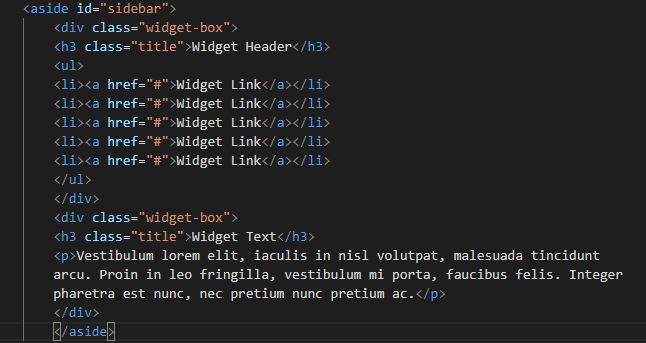 <aside id="sidebar">
<div class="widget-box">
<h3 class="title">Widget Header</h3>
<ul>
<li><a href="#">Widget Link</a></li>
<li><a href="#">Widget Link</a></li>
<li><a href="#">Widget Link</a></li>
<li><a href="#">Widget Link</a></li>
<li><a href="#">Widget Link</a></li>
</ul>
</div>
<div class="widget-box">
<h3 class="title">Widget Text</h3>
<p>Vestibulum lorem elit, iaculis in nisl volutpat, malesuada tincidunt
arcu. Proin in leo fringilla, vestibulum mi porta, faucibus felis. Integer
pharetra est nunc, nec pretium nunc pretium ac.</p>
</div>
</aside>